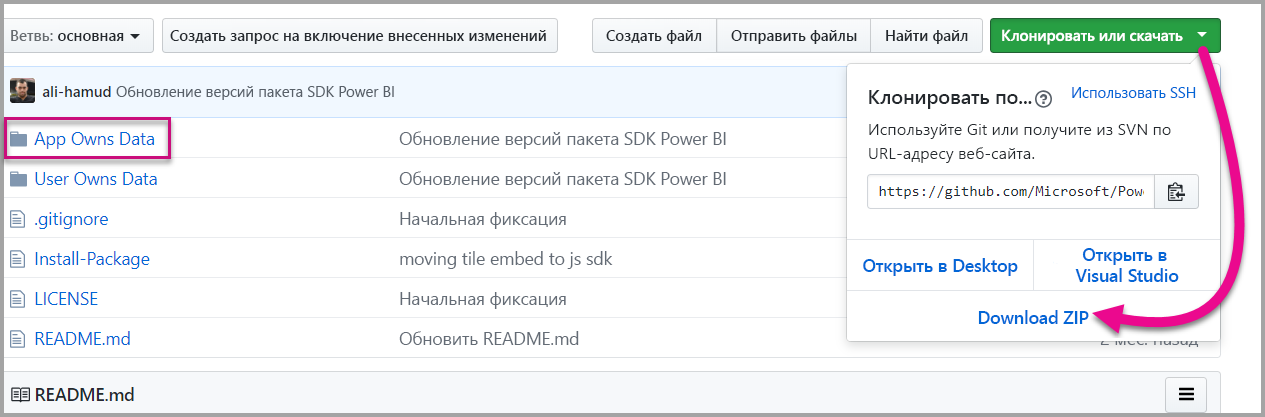 Ветвь: основная
Создать запрос на включение внесенных изменений
Создать файл
Отправить файлы
Найти файл
Клонировать или скачать
ali-hamud Обновление версий пакета SDK Power BI
App Owns Data
Обновление версий пакета SDK Power BI
User Owns Data
Обновление версий пакета SDK Power BI
.gitignore
Начальная фиксация
Install-Package
moving tile embed to js sdk
LICENSE
Начальная фиксация
README.md
Обновить README.md
Клонировать по...
Использовать SSH
Используйте Git или получите из SVN по
URL-адресу веб-сайта.
https://github.com/Microsoft/Pow
Открыть в Desktop
Открыть в
Visual Studio
Download ZIP
2 мес. назад
README.md